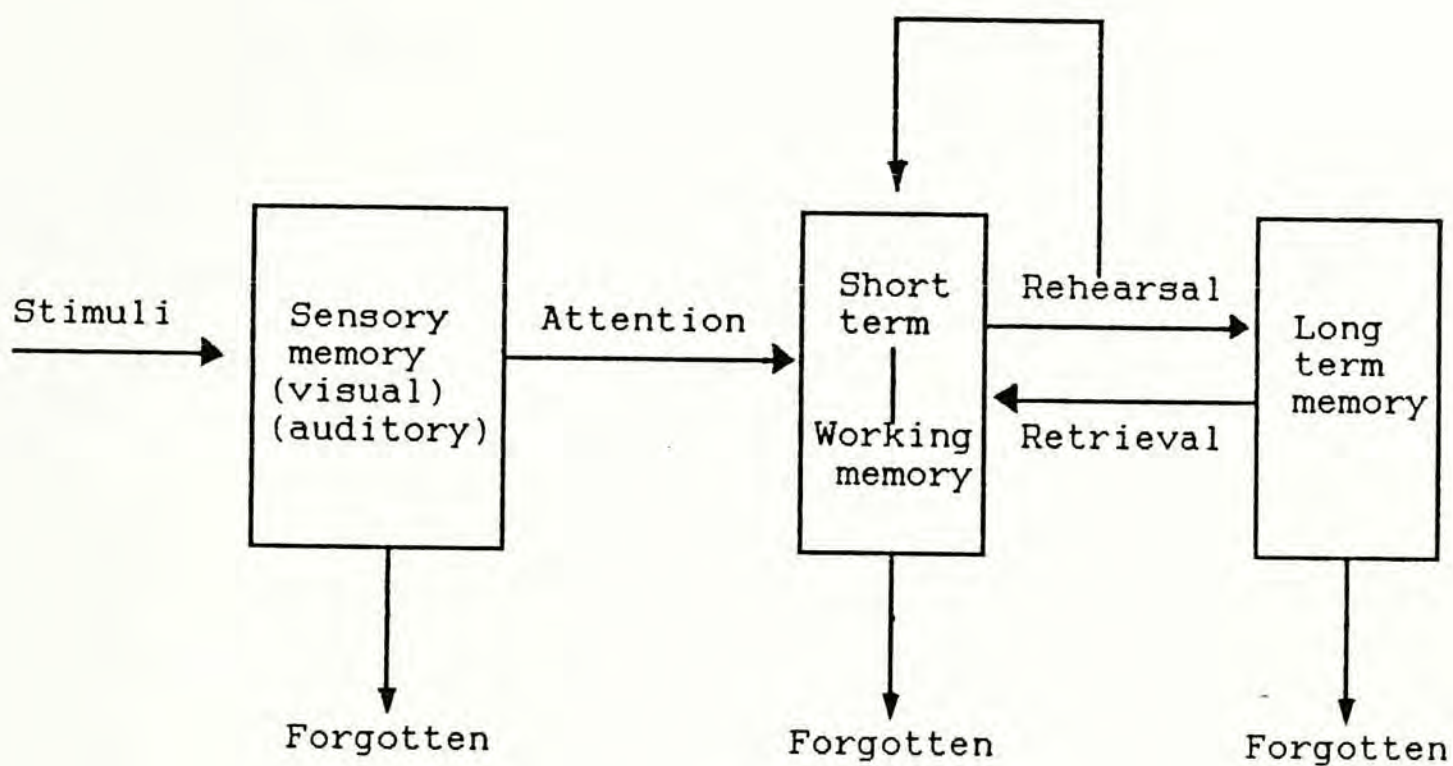 Stimuli
Sensory
memory
(visual)
(auditory)
Forgotten
Attention
Short
term
Working
memory
Forgotten
Rehearsal
Retrieval
Long
term
memory
Forgotten